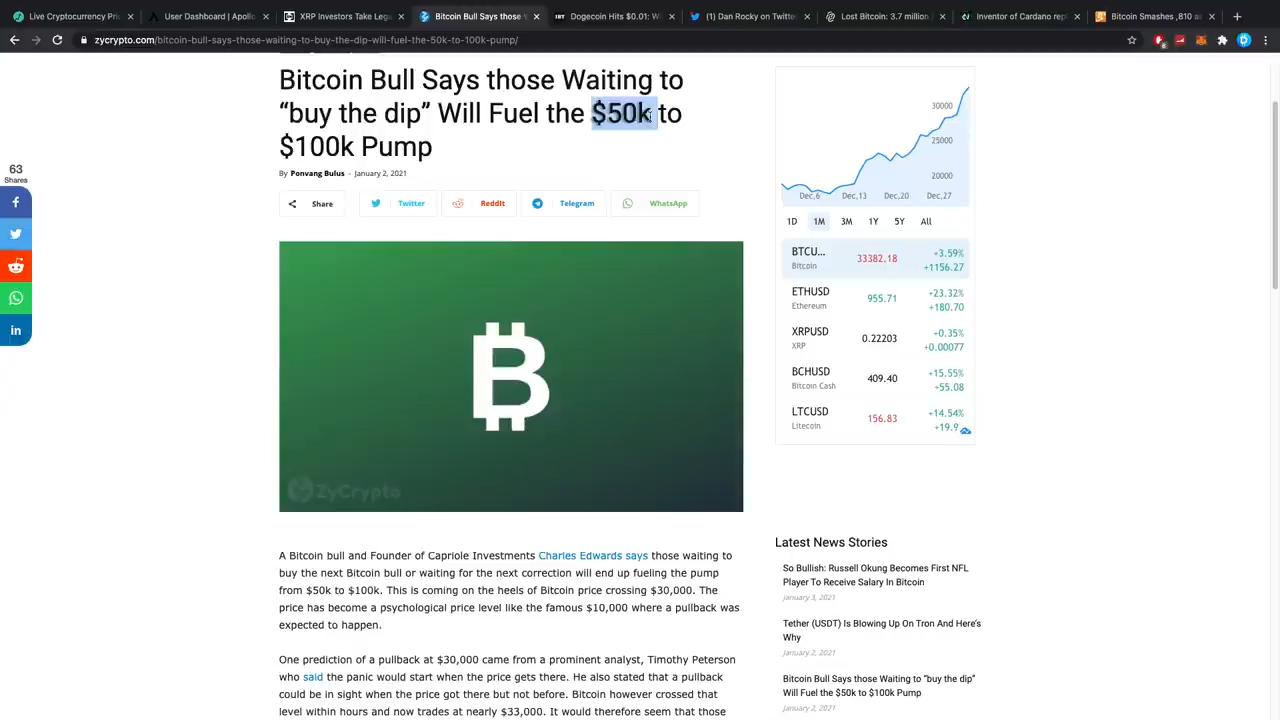 Live Cryptocurrency Pric
User Dashboard | Apollo
XRP Investors Take Leg
Bitcoin Bull Says those
Dogecoin Hits $0.01: Wi
(1) Dan Rocky on Twitter
Lost Bitcoin: 3.7 million
Inventor of Cardano rep
Bitcoin Smashes ,810 as
zycrypto.com/bitcoin-bull-says-those-waiting-to-buy-the-dip-will-fuel-the-50k-to-100k-pump/
Bitcoin Bull Says those Waiting to
“buy the dip” Will Fuel the $50k to
$100k Pump
By Ponvang Bulus - January 2, 2021
63
Shares
Share
Twitter
ReddIt
Telegram
WhatsApp
ZyCrypto
A Bitcoin bull and Founder of Capriole Investments Charles Edwards says those waiting to
buy the next Bitcoin bull or waiting for the next correction will end up fueling the pump
from $50k to $100k. This is coming on the heels of Bitcoin price crossing $30,000. The
price has become a psychological price level like the famous $10,000 where a pullback was
expected to happen.
One prediction of a pullback at $30,000 came from a prominent analyst, Timothy Peterson
who said the panic would start when the price gets there. He also stated that a pullback
could be in sight when the price got there but not before. Bitcoin however crossed that
level within hours and now trades at nearly $33,000. It would therefore seem that those
30000
25000
20000
Dec,6 Dec,13 Dec,20 Dec,27
1D 1M 3M 1Y 5Y All
BTCU... 33382.18 +3.59%
Bitcoin +1156.27
ETHUSD 955.71 +23.32%
Ethereum +180.70
XRPUSD 0.22203 +0.35%
XRP +0.00077
BCHUSD 409.40 +15.55%
Bitcoin Cash +55.08
LTCUSD 156.83 +14.54%
Litecoin +19.9
Latest News Stories
So Bullish: Russell Okung Becomes First NFL
Player To Receive Salary In Bitcoin
January 3, 2021
Tether (USDT) Is Blowing Up On Tron And Here’s
Why
January 2, 2021
Bitcoin Bull Says those Waiting to “buy the dip”
Will Fuel the $50k to $100k Pump
January 2, 2021